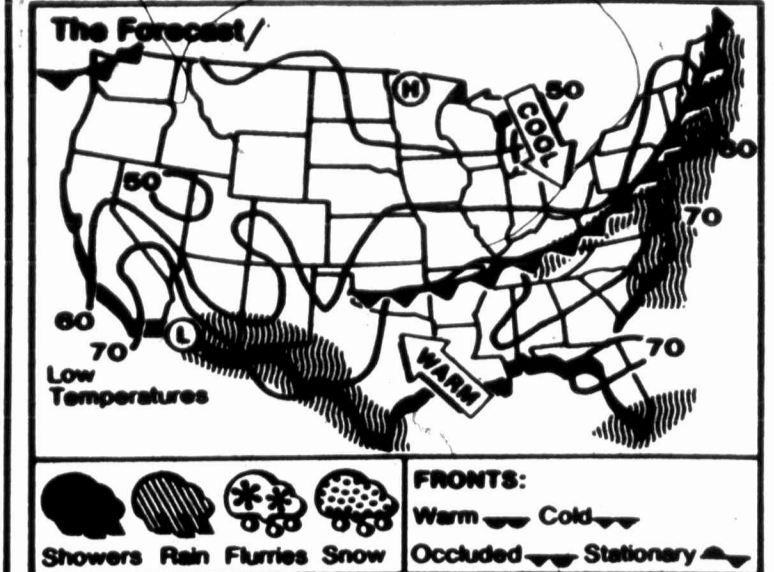 The Forecast/
H
50
COOL
60
50
70
60
L
70
70
WARM
Low
Temperatures
Showers Rain Flurries Snow
FRONTS:
Warm Cold
Occluded Stationary